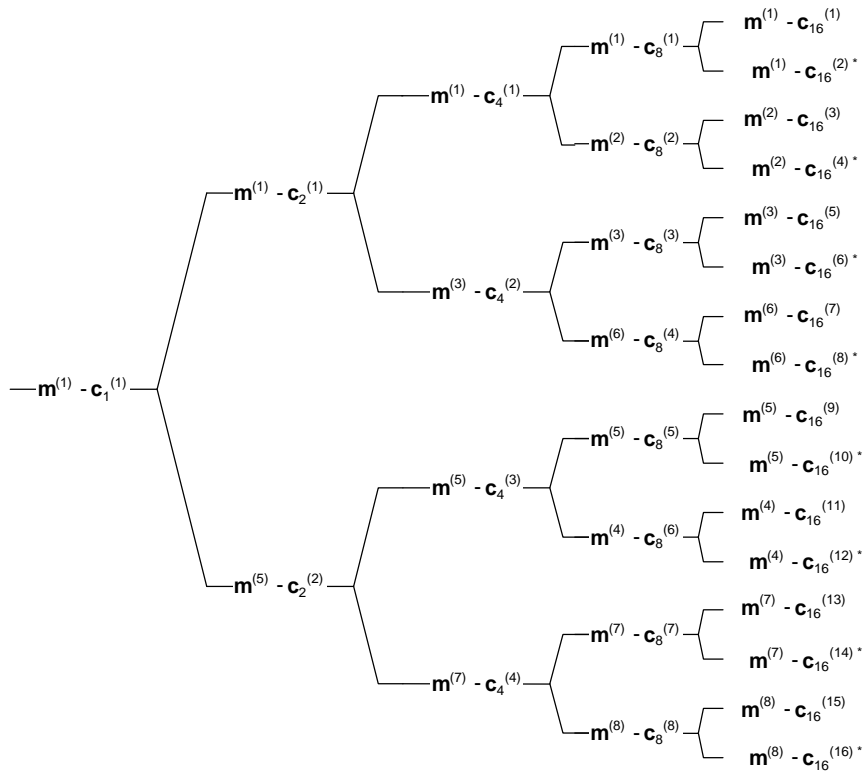 m⁽¹⁾ - c₁₆⁽¹⁾
m⁽¹⁾ - c₈⁽¹⁾
m⁽¹⁾ - c₁₆⁽²⁾ *
m⁽¹⁾ - c₄⁽¹⁾
m⁽²⁾ - c₁₆⁽³⁾
m⁽²⁾ - c₈⁽²⁾
m⁽²⁾ - c₁₆⁽⁴⁾ *
m⁽¹⁾ - c₂⁽¹⁾
m⁽³⁾ - c₁₆⁽⁵⁾
m⁽³⁾ - c₈⁽³⁾
m⁽³⁾ - c₁₆⁽⁶⁾ *
m⁽³⁾ - c₄⁽²⁾
m⁽⁶⁾ - c₁₆⁽⁷⁾
m⁽⁶⁾ - c₈⁽⁴⁾
m⁽⁶⁾ - c₁₆⁽⁸⁾ *
m⁽¹⁾ - c₁⁽¹⁾
m⁽⁵⁾ - c₁₆⁽⁹⁾
m⁽⁵⁾ - c₈⁽⁵⁾
m⁽⁵⁾ - c₁₆⁽¹⁰⁾ *
m⁽⁵⁾ - c₄⁽³⁾
m⁽⁴⁾ - c₁₆⁽¹¹⁾
m⁽⁴⁾ - c₈⁽⁶⁾
m⁽⁴⁾ - c₁₆⁽¹²⁾ *
m⁽⁵⁾ - c₂⁽²⁾
m⁽⁷⁾ - c₁₆⁽¹³⁾
m⁽⁷⁾ - c₈⁽⁷⁾
m⁽⁷⁾ - c₁₆⁽¹⁴⁾ *
m⁽⁷⁾ - c₄⁽⁴⁾
m⁽⁸⁾ - c₁₆⁽¹⁵⁾
m⁽⁸⁾ - c₈⁽⁸⁾
m⁽⁸⁾ - c₁₆⁽¹⁶⁾ *